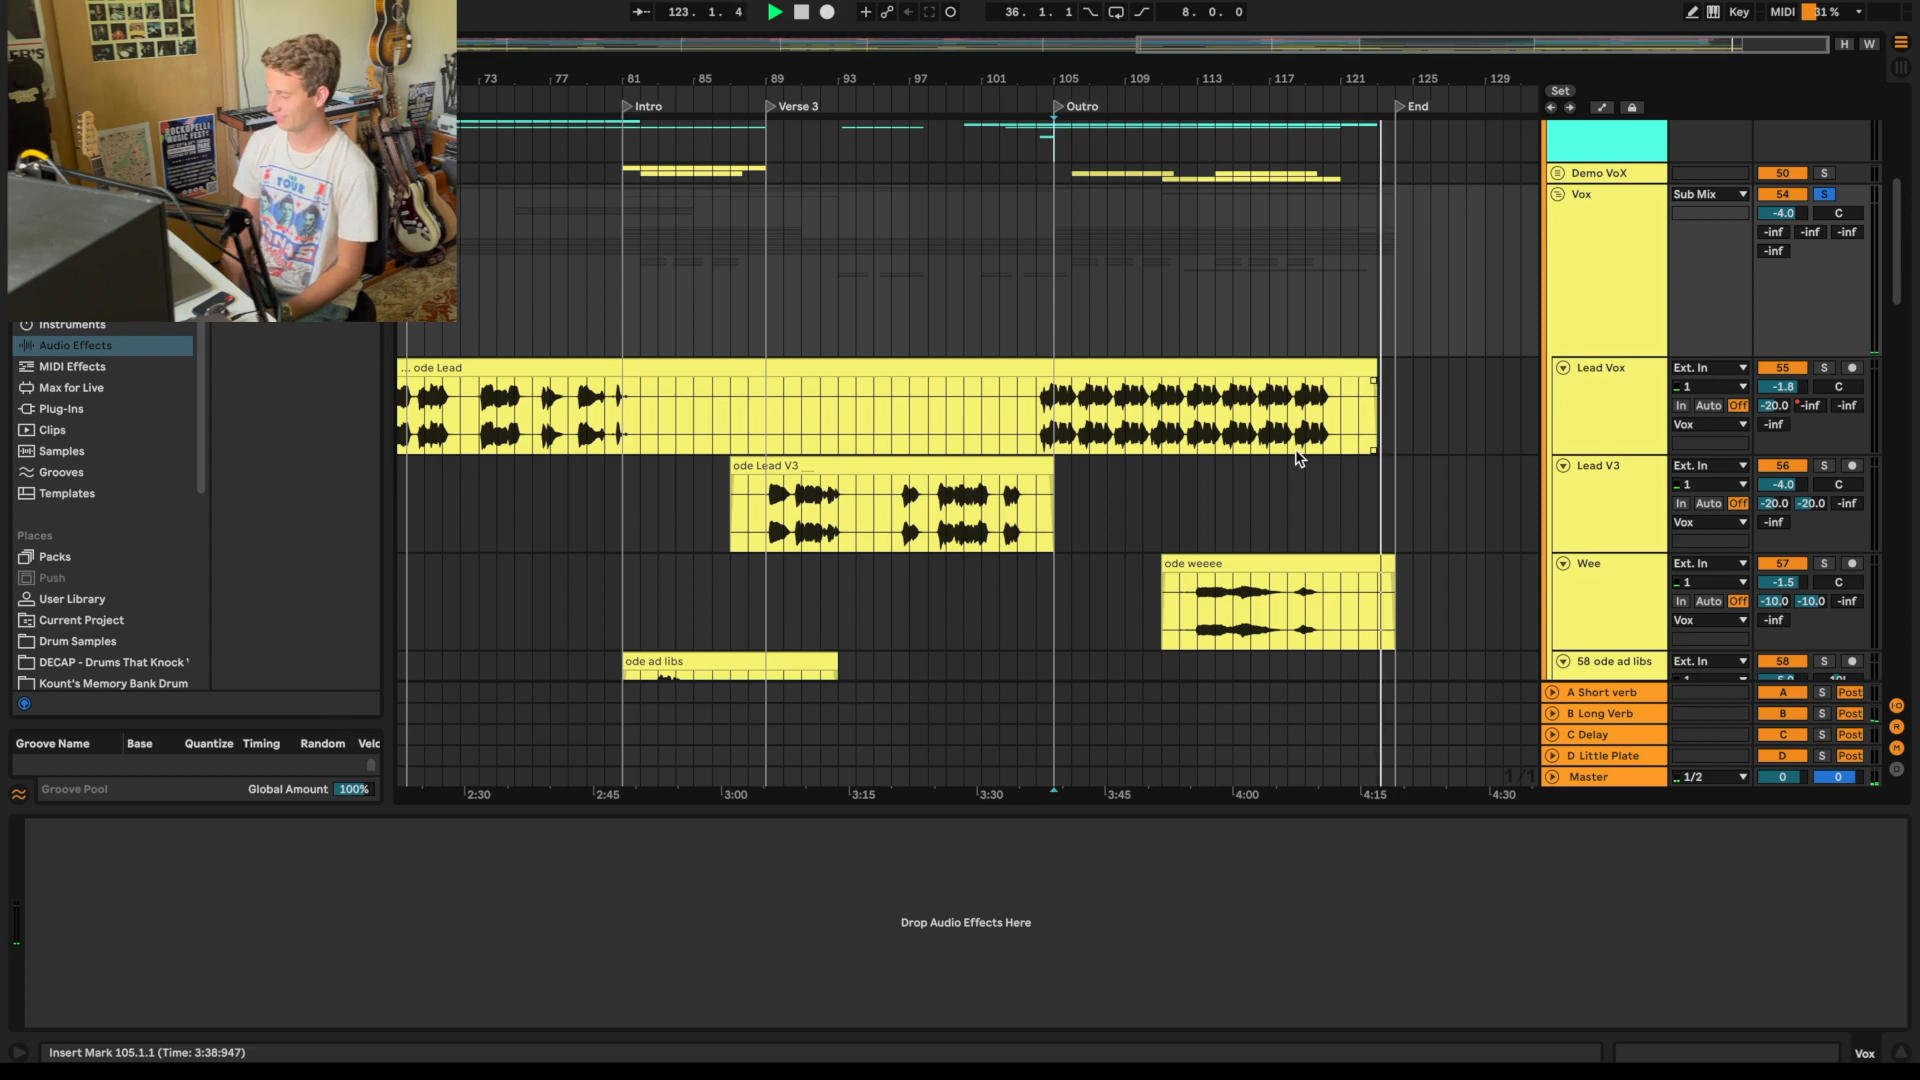 123. 1. 4
36. 1. 1
8. 0. 0
Key
MIDI
31 %
H
W
73 77 81 85 89 93 97 101 105 109 113 117 121 125 129
Set
Intro
Verse 3
Outro
End
Demo VoX
50
S
Vox
Sub Mix
54
S
-4.0
C
-inf -inf -inf
-inf
... ode Lead
Lead Vox
Ext. In
55
S
1
-1.8
C
In Auto Off
-20.0 -inf -inf
Vox
-inf
ode Lead V3 __
Lead V3
Ext. In
56
S
1
-4.0
C
In Auto Off
-20.0 -20.0 -inf
Vox
-inf
ode weeee
Wee
Ext. In
57
S
1
-1.5
C
In Auto Off
-10.0 -10.0 -inf
Vox
-inf
ode ad libs
58 ode ad libs
Ext. In
58
S
A Short verb
A
S
Post
B Long Verb
B
S
Post
C Delay
C
S
Post
D Little Plate
D
S
Post
1/1
Master
1/2
0
0
2:30 2:45 3:00 3:15 3:30 3:45 4:00 4:15 4:30
ROCKOPELLI
MUSIC FEST
TOUR
Instruments
Audio Effects
MIDI Effects
Max for Live
Plug-Ins
Clips
Samples
Grooves
Templates
Places
Packs
Push
User Library
Current Project
Drum Samples
DECAP - Drums That Knock
Kount's Memory Bank Drum
Groove Name Base Quantize Timing Random Velc
Groove Pool
Global Amount 100%
Drop Audio Effects Here
Insert Mark 105.1.1 (Time: 3:38:947)
Vox